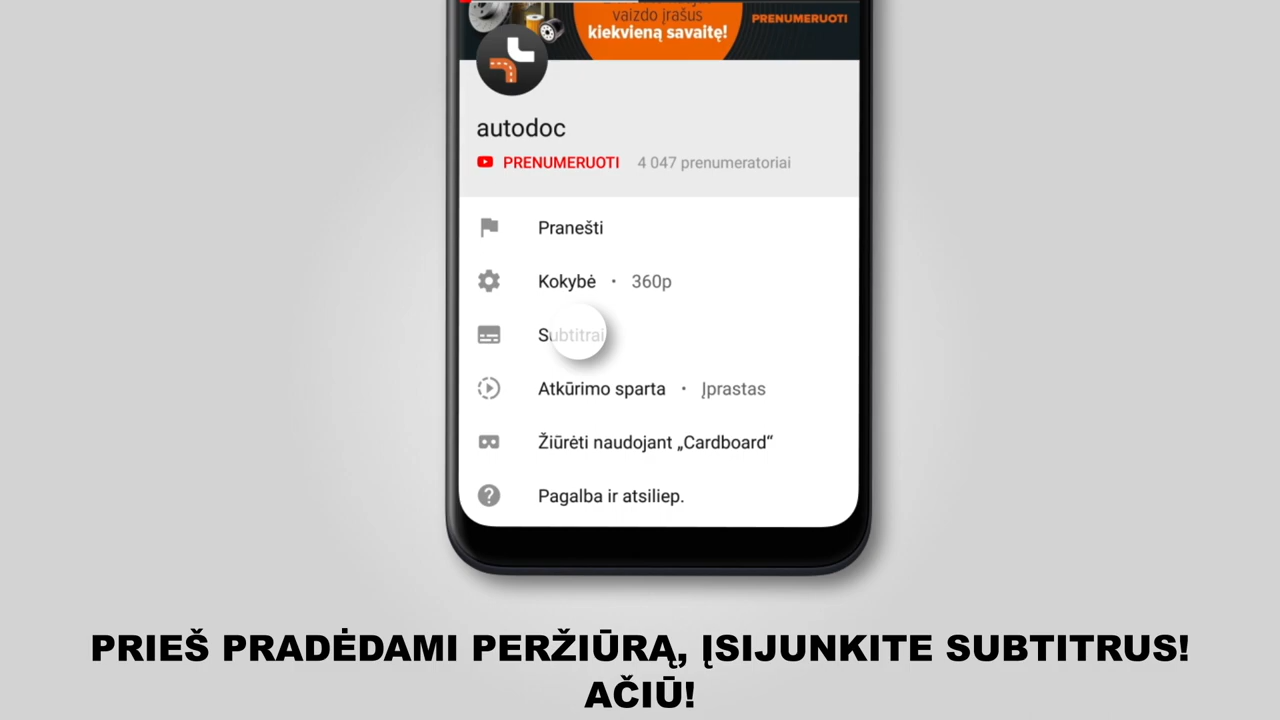 vaizdo įrašus
kiekvieną savaitę!
PRENUMERUOTI
autodoc
PRENUMERUOTI 4 047 prenumeratoriai
Pranešti
Kokybė · 360p
Subtitrai
Atkūrimo sparta · Įprastas
Žiūrėti naudojant „Cardboard“
Pagalba ir atsiliep.
PRIEŠ PRADĖDAMI PERŽIŪRĄ, ĮSIJUNKITE SUBTITRUS!
AČIŪ!